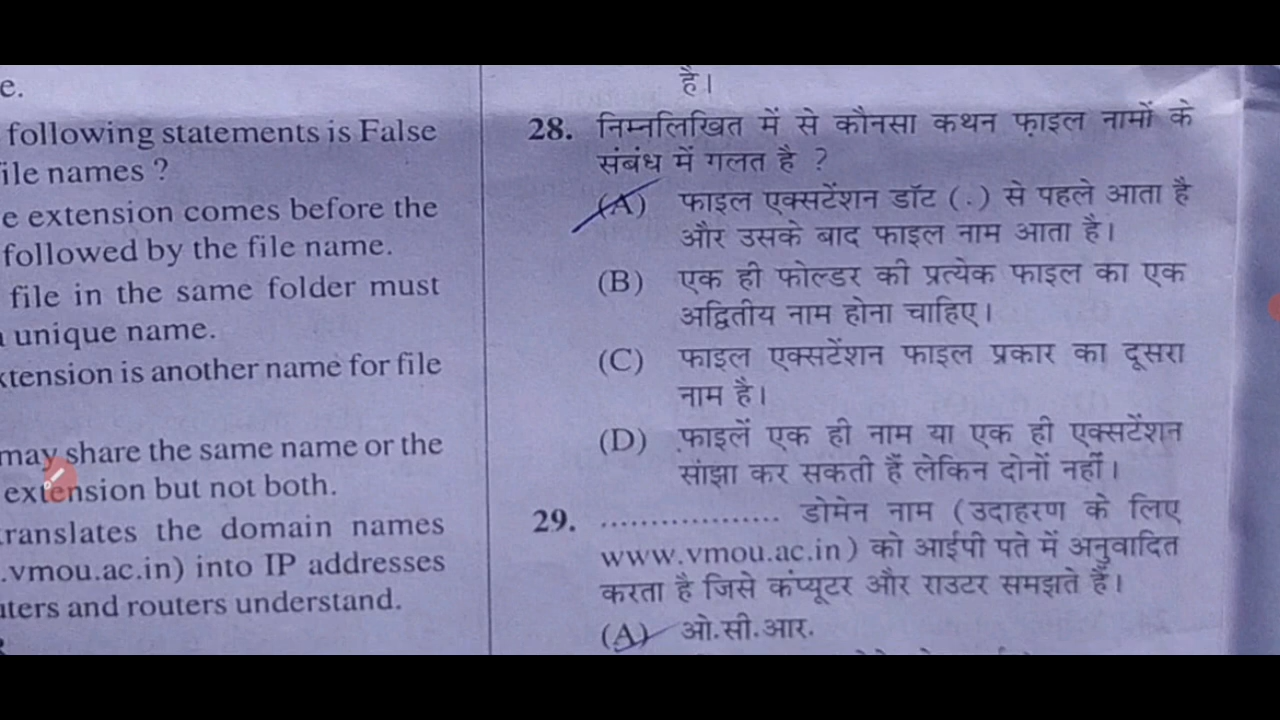 e.
following statements is False
ile names ?
e extension comes before the
followed by the file name.
file in the same folder must
unique name.
xtension is another name for file
may share the same name or the
extension but not both.
ranslates the domain names
.vmou.ac.in) into IP addresses
uters and routers understand.
है।
28. निम्नलिखित में से कौनसा कथन फ़ाइल नामों के
संबंध में गलत है ?
(A) फाइल एक्सटेंशन डॉट (.) से पहले आता है
और उसके बाद फाइल नाम आता है।
(B) एक ही फोल्डर की प्रत्येक फाइल का एक
अद्वितीय नाम होना चाहिए।
(C) फाइल एक्सटेंशन फाइल प्रकार का दूसरा
नाम है।
(D) फ़ाइलें एक ही नाम या एक ही एक्सटेंशन
सांझा कर सकती हैं लेकिन दोनों नहीं।
29. .................. डोमेन नाम (उदाहरण के लिए
www.vmou.ac.in) को आईपी पते में अनुवादित
करता है जिसे कंप्यूटर और राउटर समझते हैं।
(A) ओ.सी.आर.